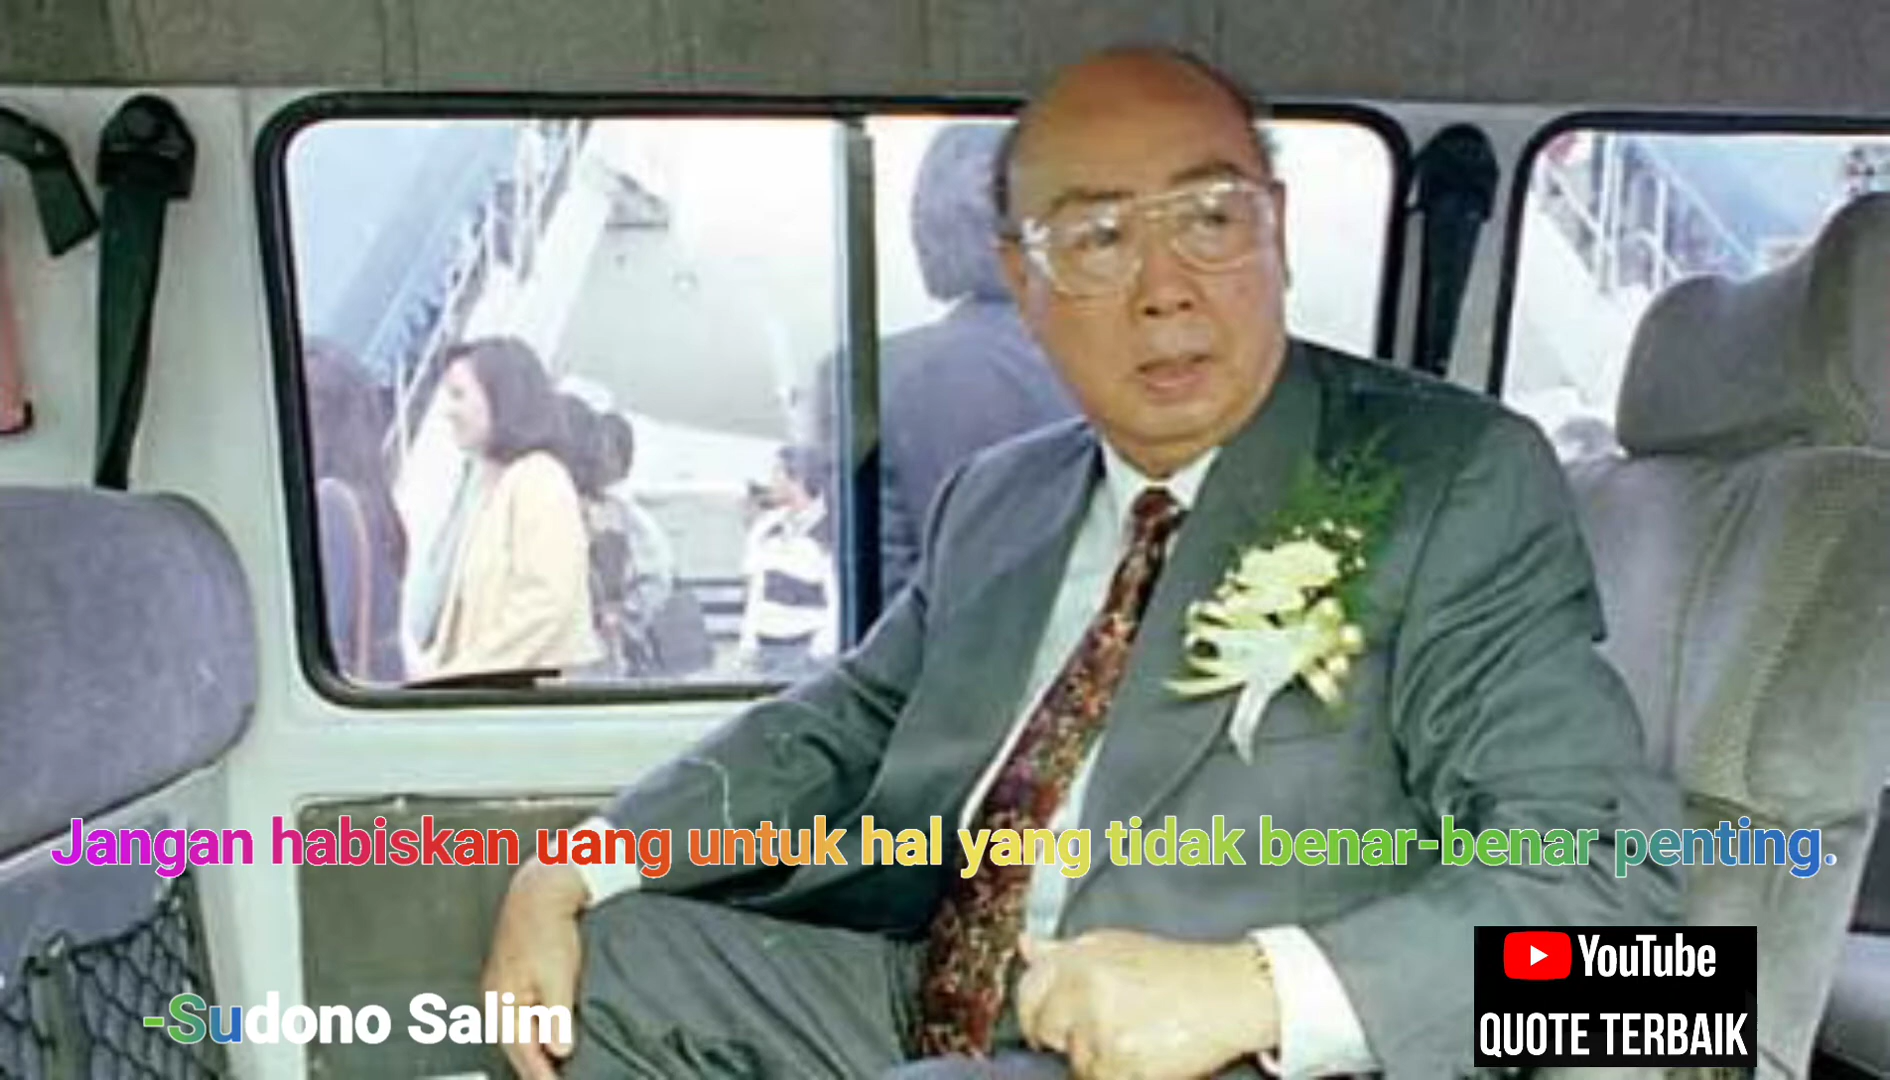 Jangan habiskan uang untuk hal yang tidak benar-benar penting.
-Sudono Salim
YouTube
QUOTE TERBAIK